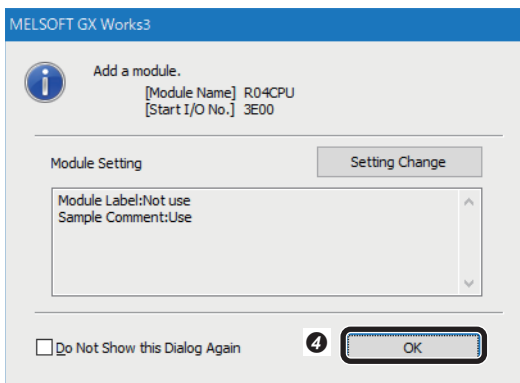 MELSOFT GX Works3
Add a module.
[Module Name] R04CPU
[Start I/O No.] 3E00
Module Setting
Setting Change
Module Label:Not use
Sample Comment:Use
Do Not Show this Dialog Again
4
OK